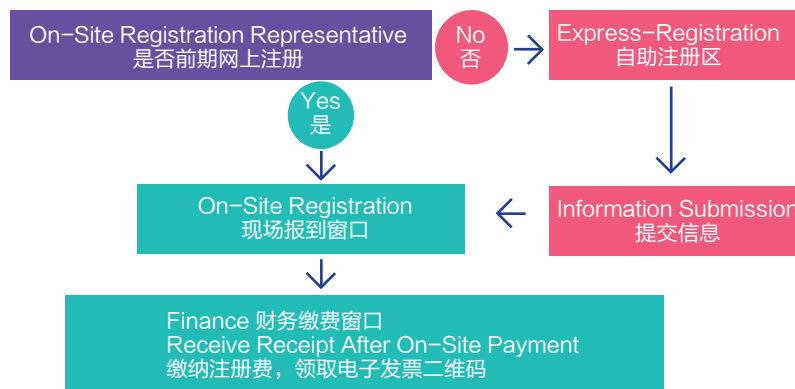 On-Site Registration Representative
是否前期网上注册
No
否
Express-Registration
自助注册区
Yes
是
On-Site Registration
现场报到窗口
Information Submission
提交信息
Finance 财务缴费窗口
Receive Receipt After On-Site Payment
缴纳注册费，领取电子发票二维码